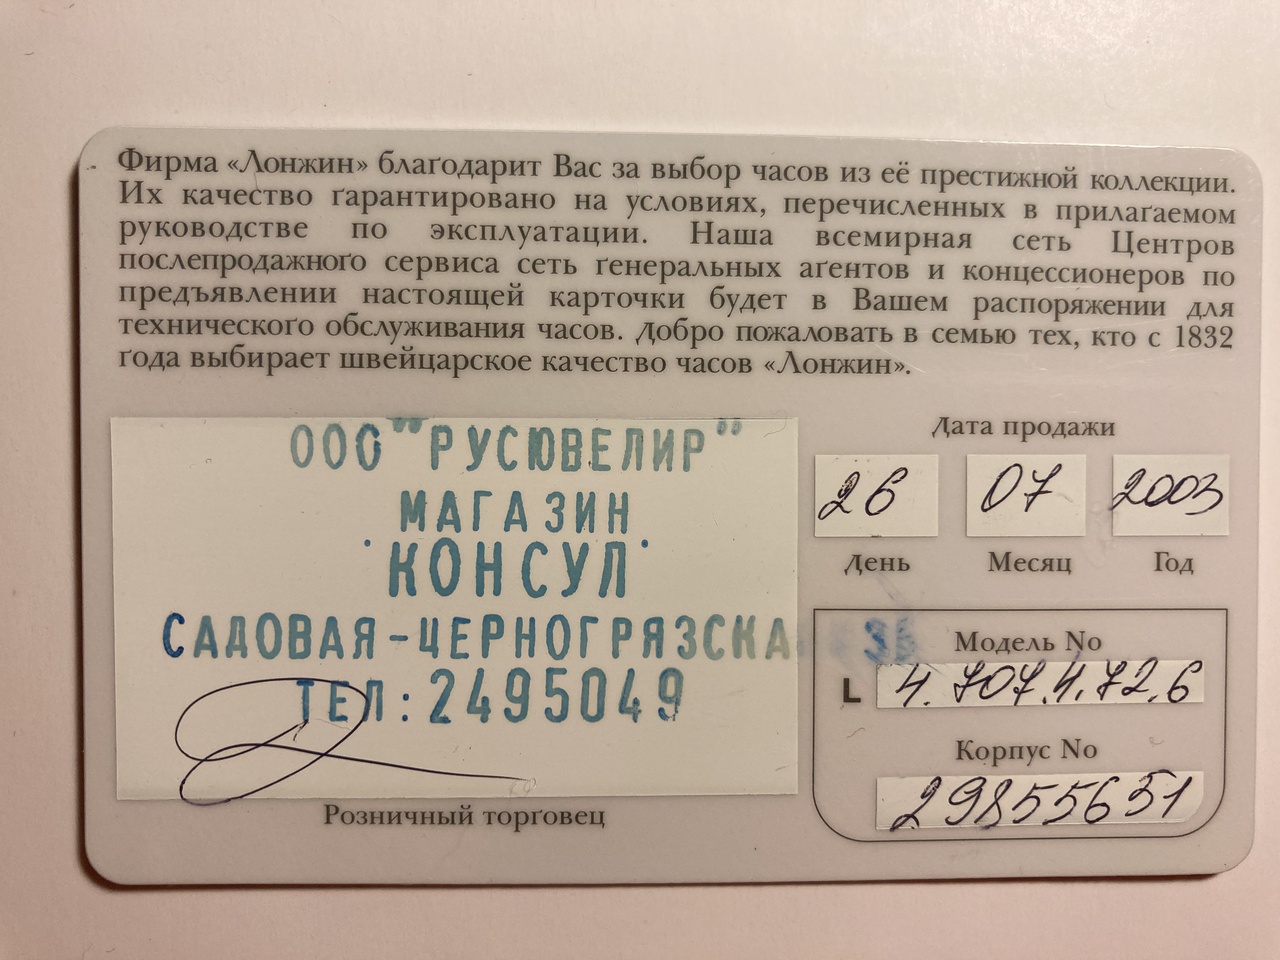 Фирма «Лонжин» благодарит Вас за выбор часов из её престижной коллекции.
Их качество гарантировано на условиях, перечисленных в прилагаемом
руководстве по эксплуатации. Наша всемирная сеть Центров
послепродажного сервиса сеть генеральных агентов и концессионеров по
предъявлении настоящей карточки будет в Вашем распоряжении для
технического обслуживания часов. Добро пожаловать в семью тех, кто с 1832
года выбирает швейцарское качество часов «Лонжин».
ООО "РУСЮВЕЛИР"
МАГАЗИН
КОНСУЛ
САДОВАЯ-ЧЕРНОГРЯЗСКА
ТЕЛ: 2495049
Розничный торговец
Дата продажи
26 07 2003
День Месяц Год
Модель No
L 4.707.4.72.6
Корпус No
29855651